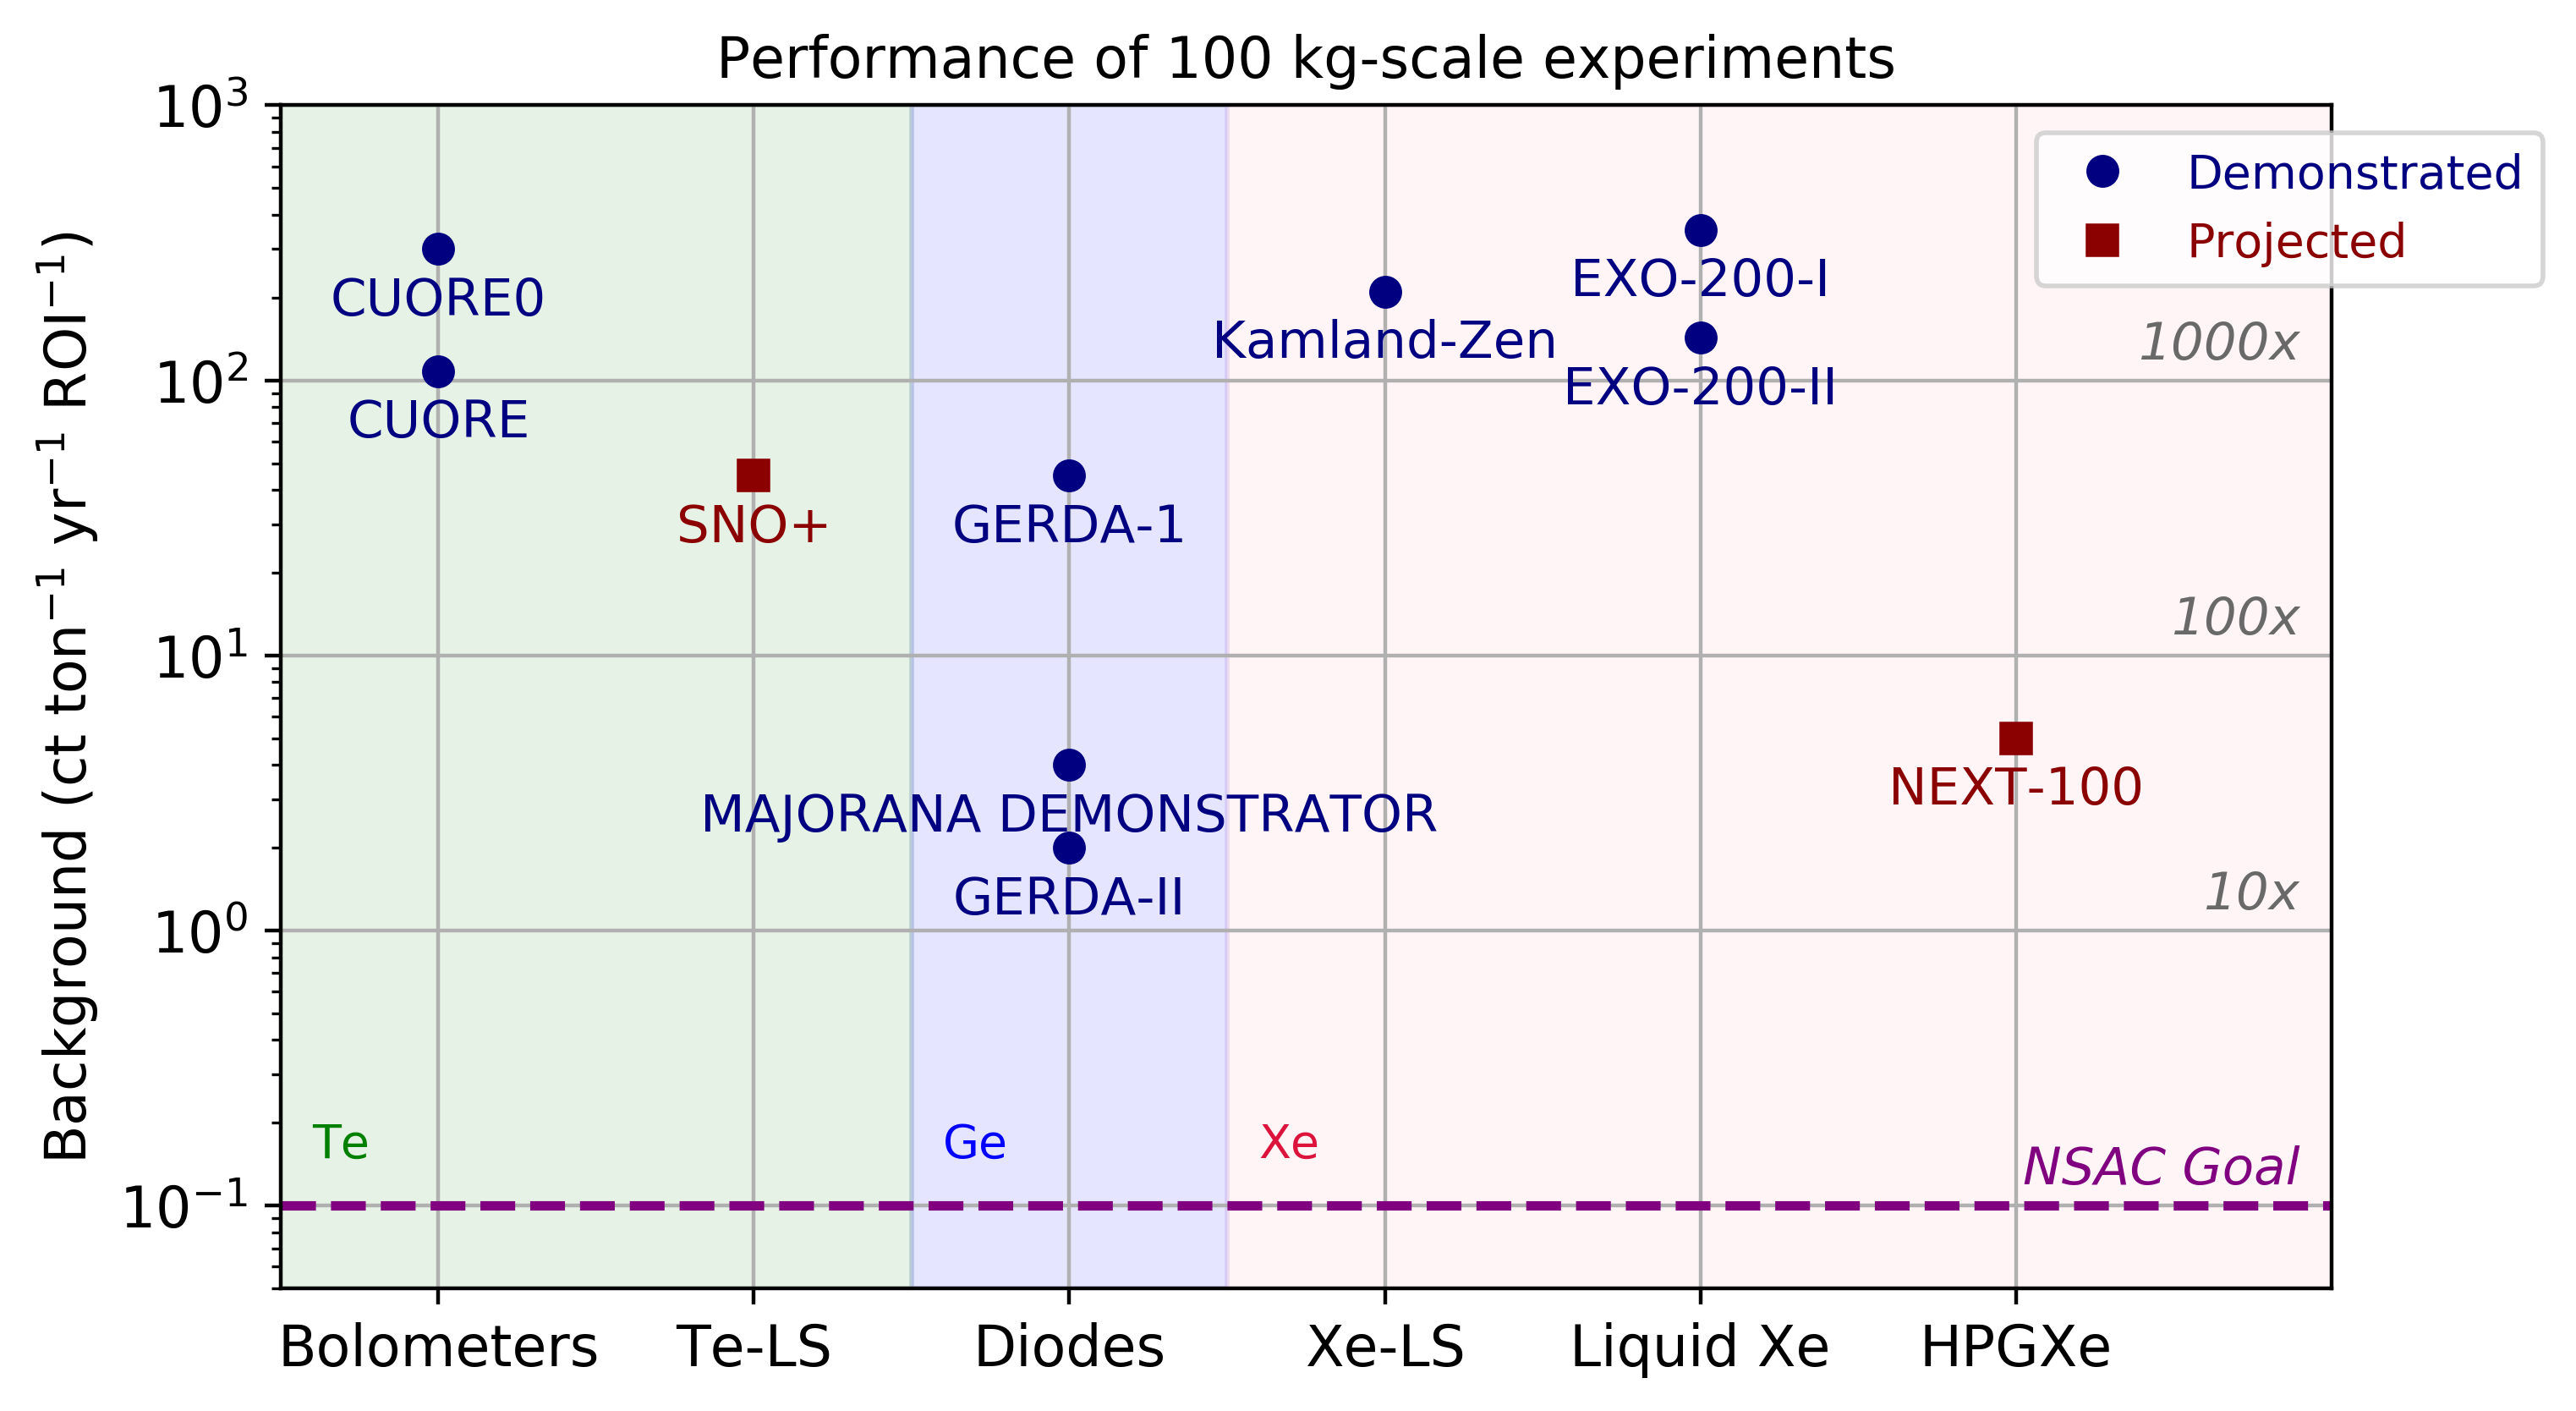 Performance of 100 kg-scale experiments
Background (ct ton⁻¹ yr⁻¹ ROI⁻¹)
10³
10²
10¹
10⁰
10⁻¹
Demonstrated
Projected
CUORE0
CUORE
SNO+
GERDA-1
MAJORANA DEMONSTRATOR
GERDA-II
Kamland-Zen
EXO-200-I
EXO-200-II
NEXT-100
1000x
100x
10x
Te
Ge
Xe
NSAC Goal
Bolometers
Te-LS
Diodes
Xe-LS
Liquid Xe
HPGXe